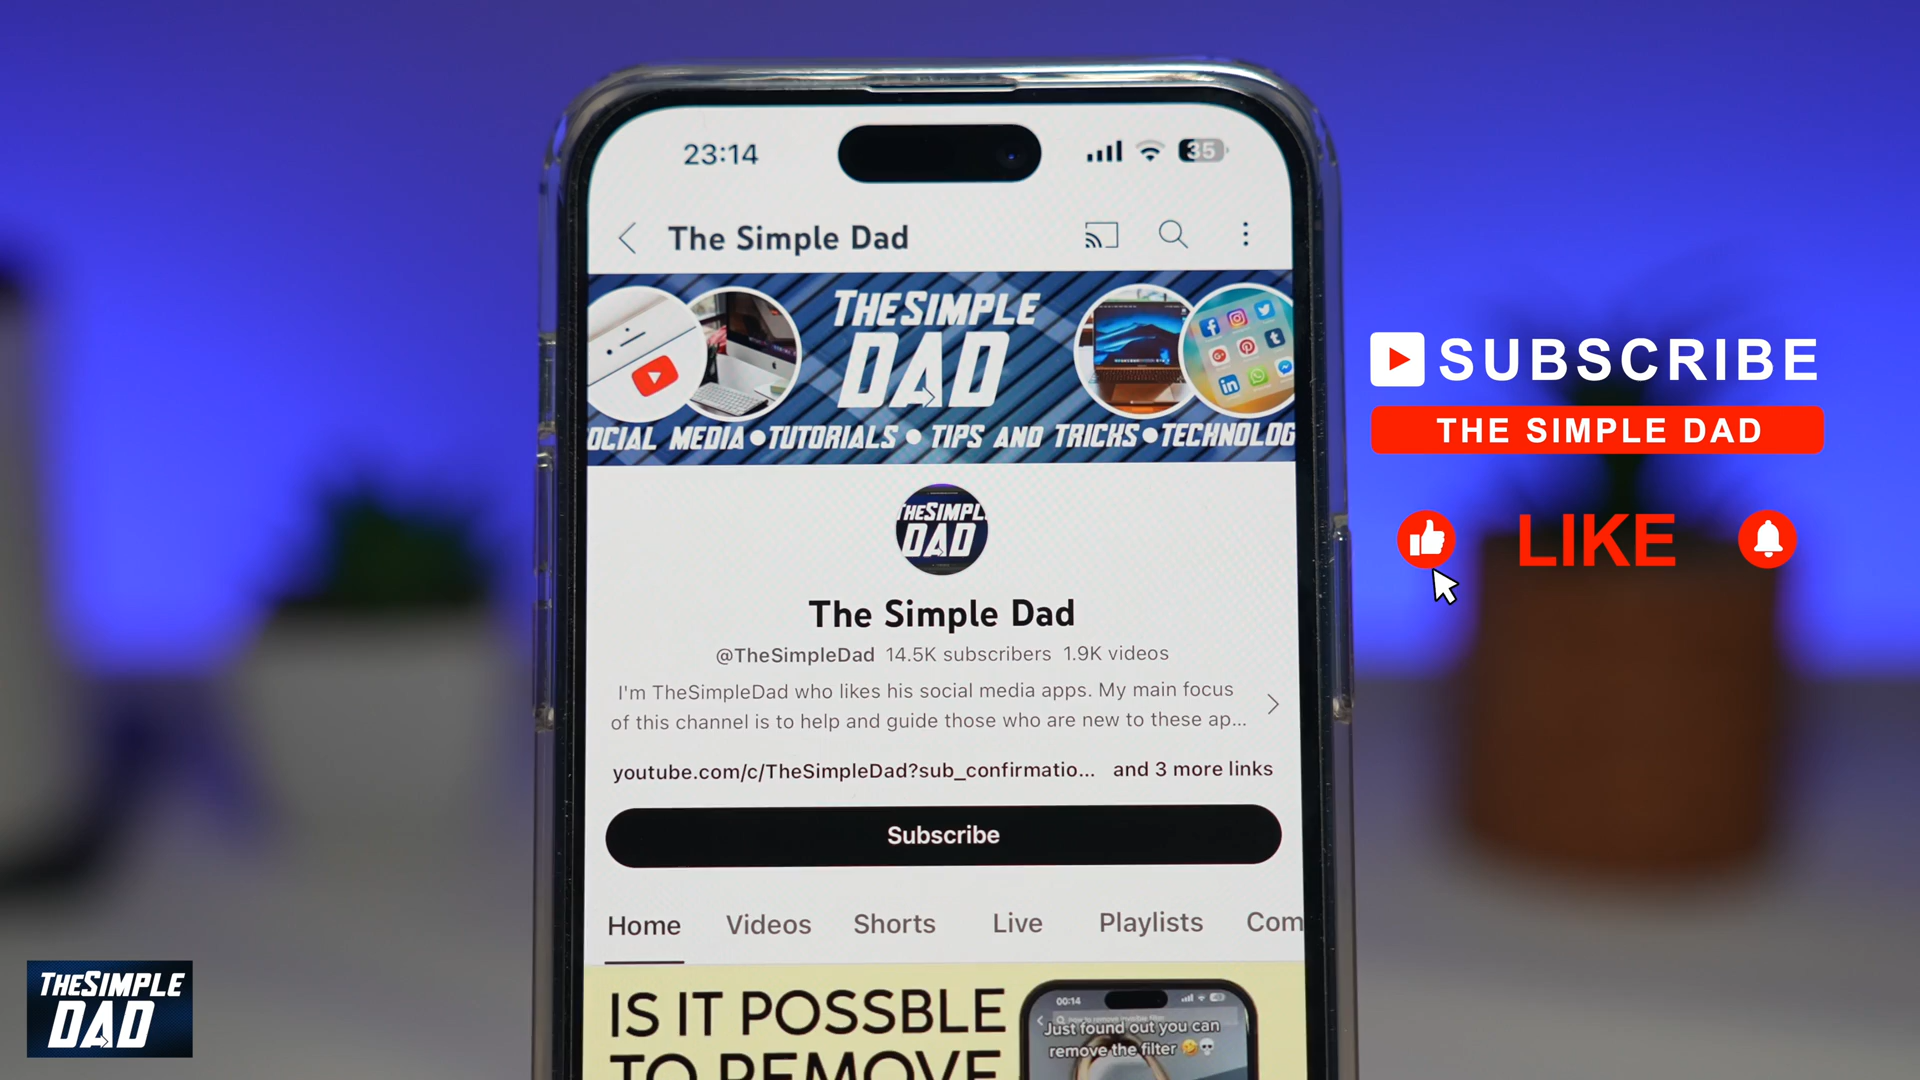 23:14
35
The Simple Dad
THESIMPLE
DAD
OCIAL MEDIA • TUTORIALS • TIPS AND TRICKS • TECHNOLOG
THESIMPL
DAD
The Simple Dad
@TheSimpleDad 14.5K subscribers 1.9K videos
I'm TheSimpleDad who likes his social media apps. My main focus
of this channel is to help and guide those who are new to these ap...
youtube.com/c/TheSimpleDad?sub_confirmatio... and 3 more links
Subscribe
Home Videos Shorts Live Playlists Com
IS IT POSSBLE
TO REMOVE
00:14
Just found out you can
remove the filter 🤣💀
SUBSCRIBE
THE SIMPLE DAD
LIKE
THESIMPLE
DAD